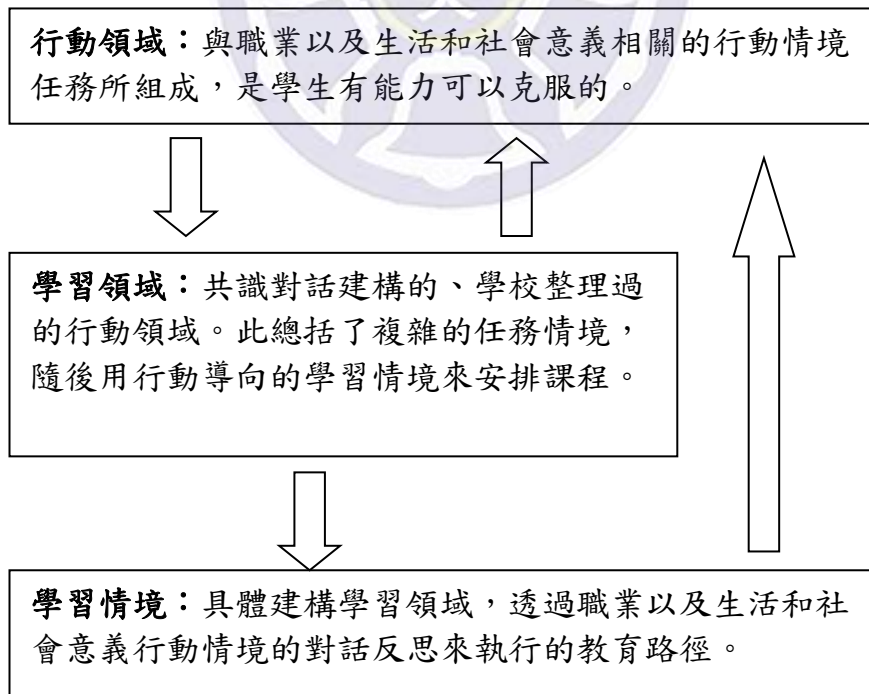 行動領域：與職業以及生活和社會意義相關的行動情境
任務所組成，是學生有能力可以克服的。
學習領域：共識對話建構的、學校整理過
的行動領域。此總括了複雜的任務情境，
隨後用行動導向的學習情境來安排課程。
學習情境：具體建構學習領域，透過職業以及生活和社
會意義行動情境的對話反思來執行的教育路徑。